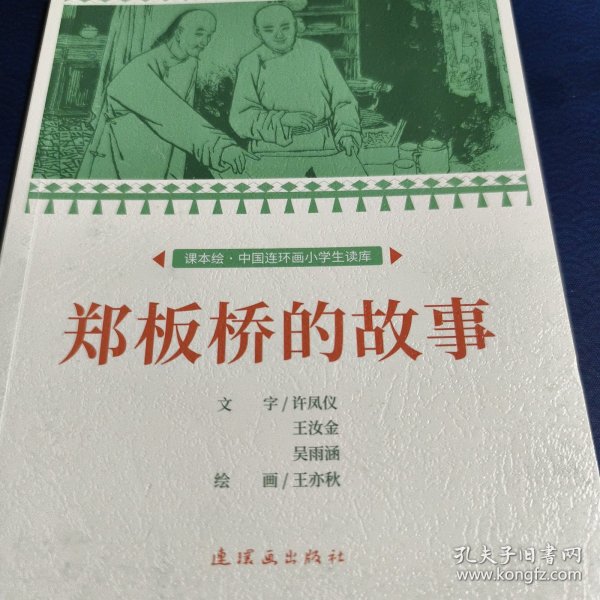 课本绘·中国连环画小学生读库
郑板桥的故事
文 字/许凤仪
王汝金
吴雨涵
绘 画/王亦秋
连环画出版社
孔夫子旧书网
www.kongfz.com